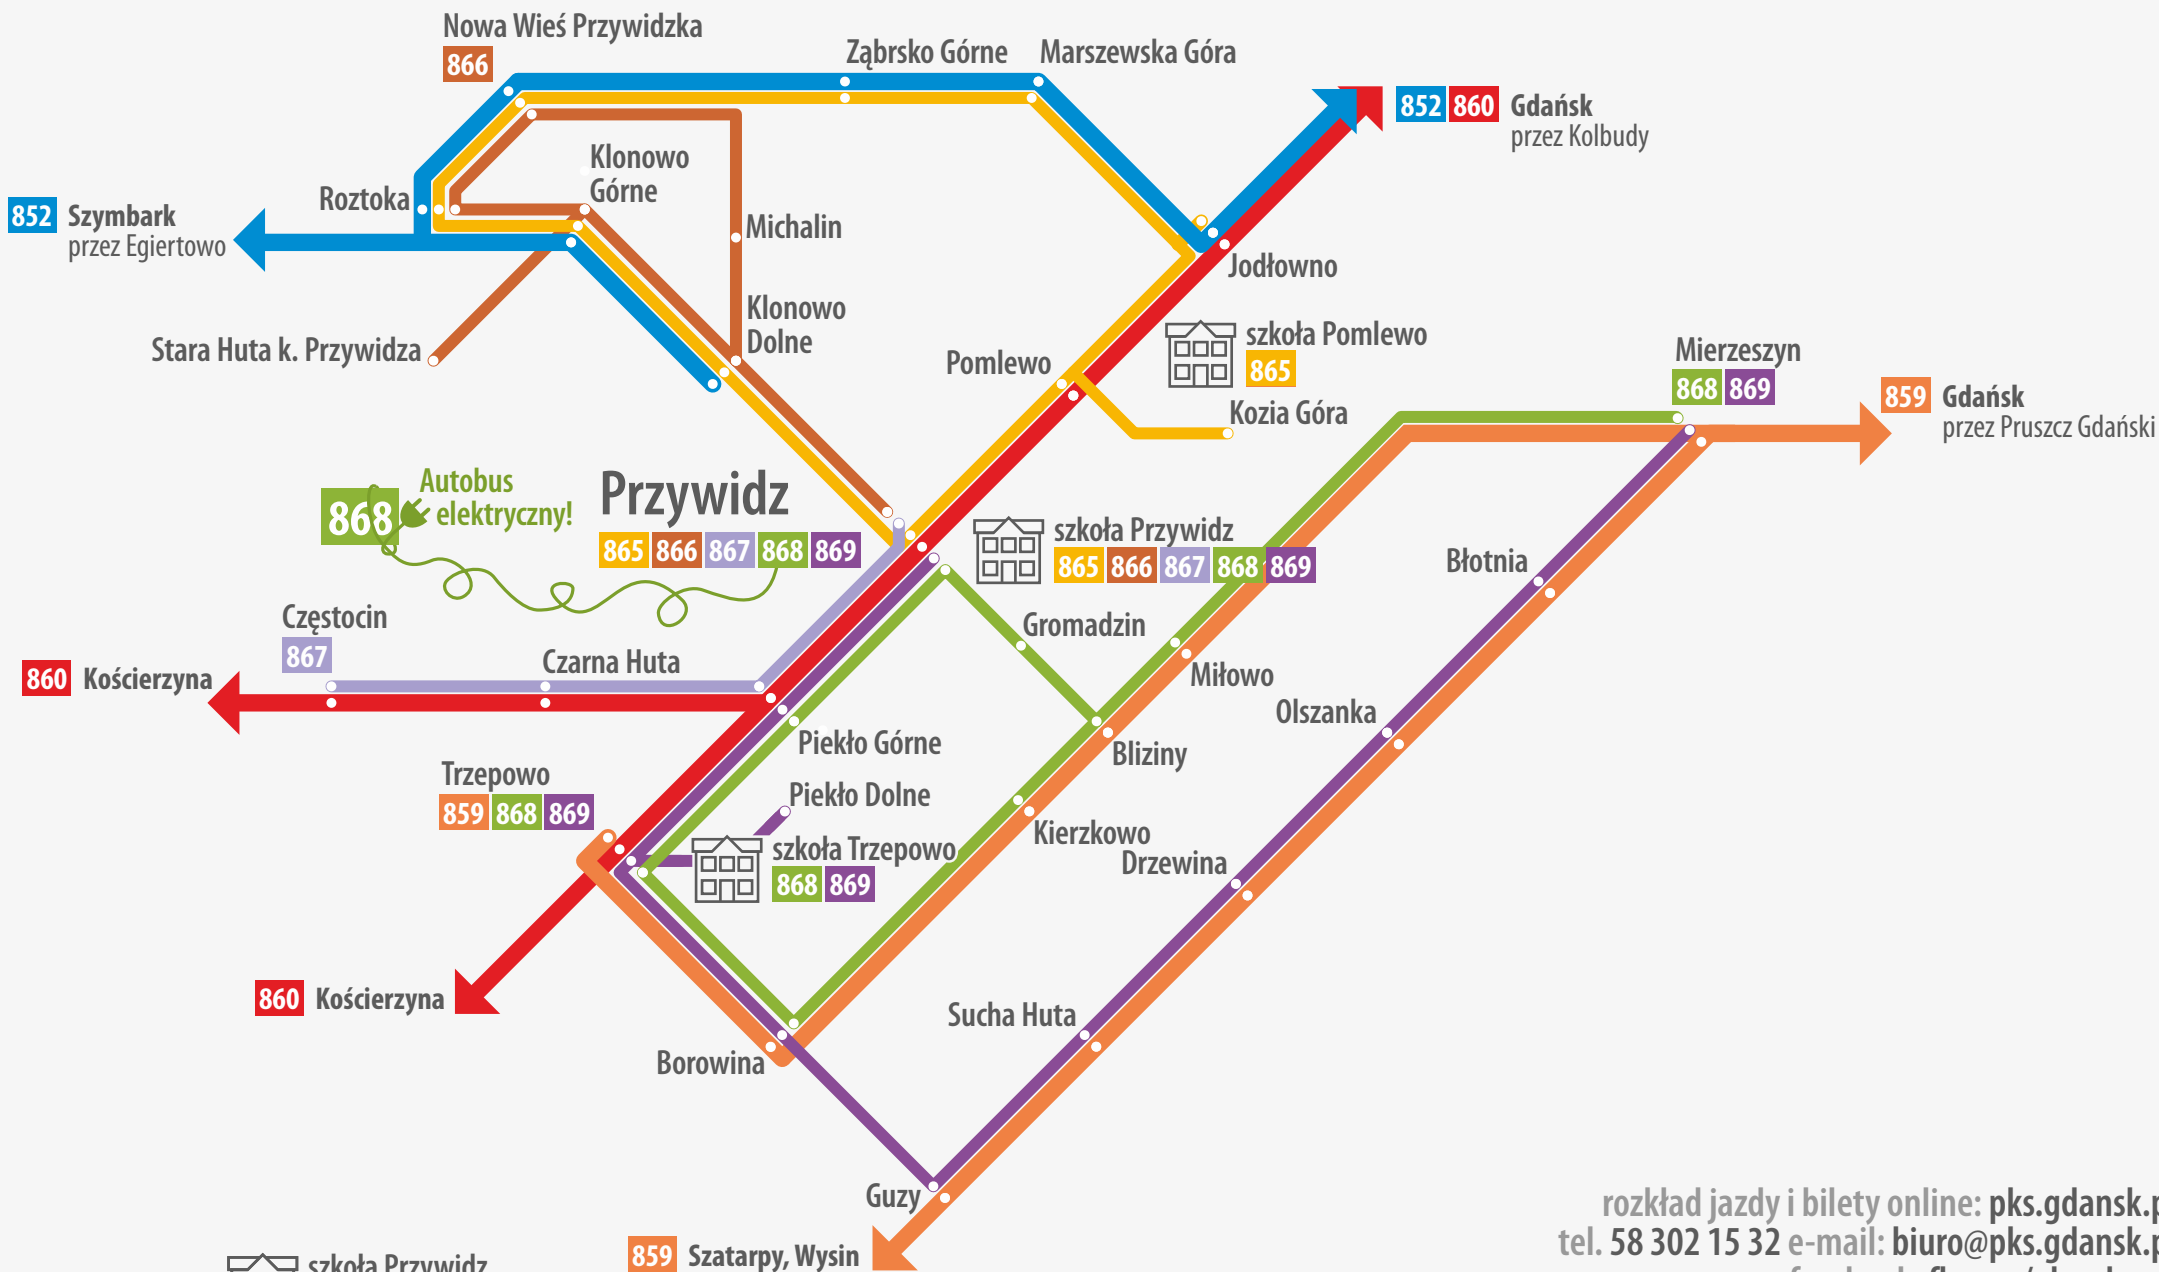 Nowa Wieś Przywidzka
866
Ząbrsko Górne
Marszewska Góra
852 860 Gdańsk
przez Kolbudy
Klonowo
Górne
Roztoka
852 Szymbark
przez Egiertowo
Michalin
Jodłowno
Klonowo
Dolne
Stara Huta k. Przywidza
szkoła Pomlewo
865
Pomlewo
Kozia Góra
Mierzeszyn
868 869
859 Gdańsk
przez Pruszcz Gdański
868
Autobus
elektryczny!
Przywidz
865 866 867 868 869
szkoła Przywidz
865 866 867 868 869
Błotnia
Częstocin
867
Czarna Huta
Gromadzin
860 Kościerzyna
Miłowo
Olszanka
Piekło Górne
Bliziny
Trzepowo
859 868 869
Piekło Dolne
Kierzkowo
szkoła Trzepowo
868 869
Drzewina
860 Kościerzyna
Sucha Huta
Borowina
Guzy
859 Szatarpy, Wysin
szkoła Przywidz
rozkład jazdy i bilety online: pks.gdansk.p
tel. 58 302 15 32 e-mail: biuro@pks.gdansk.p